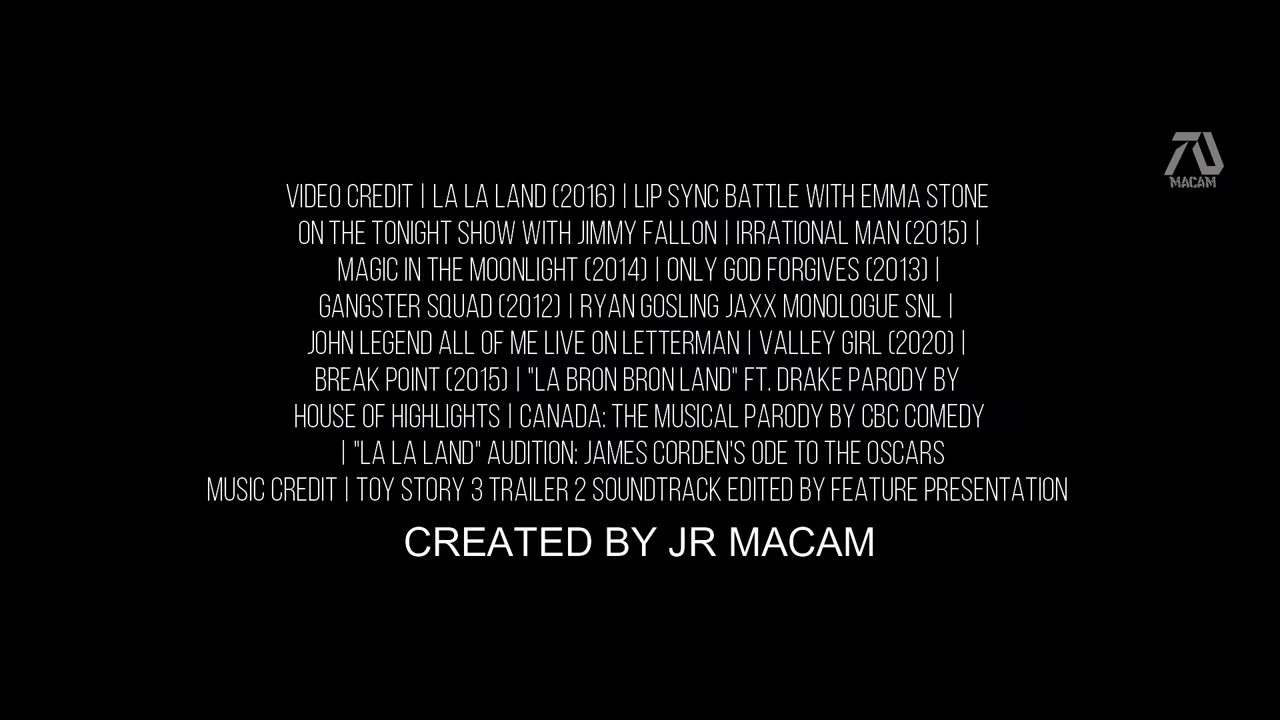 VIDEO CREDIT | LA LA LAND (2016) | LIP SYNC BATTLE WITH EMMA STONE
ON THE TONIGHT SHOW WITH JIMMY FALLON | IRRATIONAL MAN (2015) |
MAGIC IN THE MOONLIGHT (2014) | ONLY GOD FORGIVES (2013) |
GANGSTER SQUAD (2012) | RYAN GOSLING JAXX MONOLOGUE SNL |
JOHN LEGEND ALL OF ME LIVE ON LETTERMAN | VALLEY GIRL (2020) |
BREAK POINT (2015) | "LA BRON BRON LAND" FT. DRAKE PARODY BY
HOUSE OF HIGHLIGHTS | CANADA: THE MUSICAL PARODY BY CBC COMEDY
| "LA LA LAND" AUDITION: JAMES CORDEN'S ODE TO THE OSCARS
MUSIC CREDIT | TOY STORY 3 TRAILER 2 SOUNDTRACK EDITED BY FEATURE PRESENTATION
CREATED BY JR MACAM
MACAM